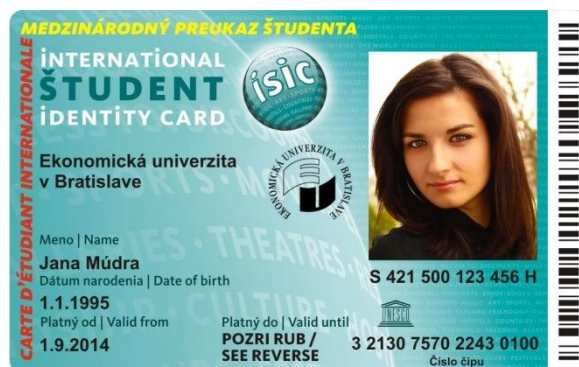 MEDZINÁRODNÝ PREUKAZ ŠTUDENTA
CARTE D'ÉTUDIANT INTERNATIONALE
iNTERNATiONAL
ŠTUDENT
iDENTiTY CARD
isic
Ekonomická univerzita
v Bratislave
EKONOMICKÁ UNIVERZITA V BRATISLAVE
Meno | Name
Jana Múdra
Dátum narodenia | Date of birth
1.1.1995
Platný od | Valid from
1.9.2014
Platný do | Valid until
POZRI RUB /
SEE REVERSE
S 421 500 123 456 H
UNESCO
3 2130 7570 2243 0100
Číslo čipu